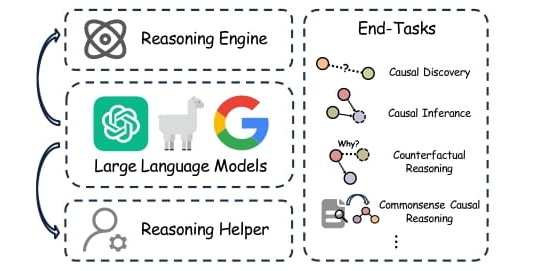 Reasoning Engine
Large Language Models
Reasoning Helper
End-Tasks
?
Causal Discovery
Causal Inferance
Why?
Counterfactual
Reasoning
Commonsense Causal
Reasoning
...